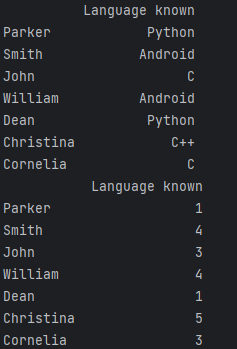 Language known
Parker Python
Smith Android
John C
William Android
Dean Python
Christina C++
Cornelia C
Language known
Parker 1
Smith 4
John 3
William 4
Dean 1
Christina 5
Cornelia 3